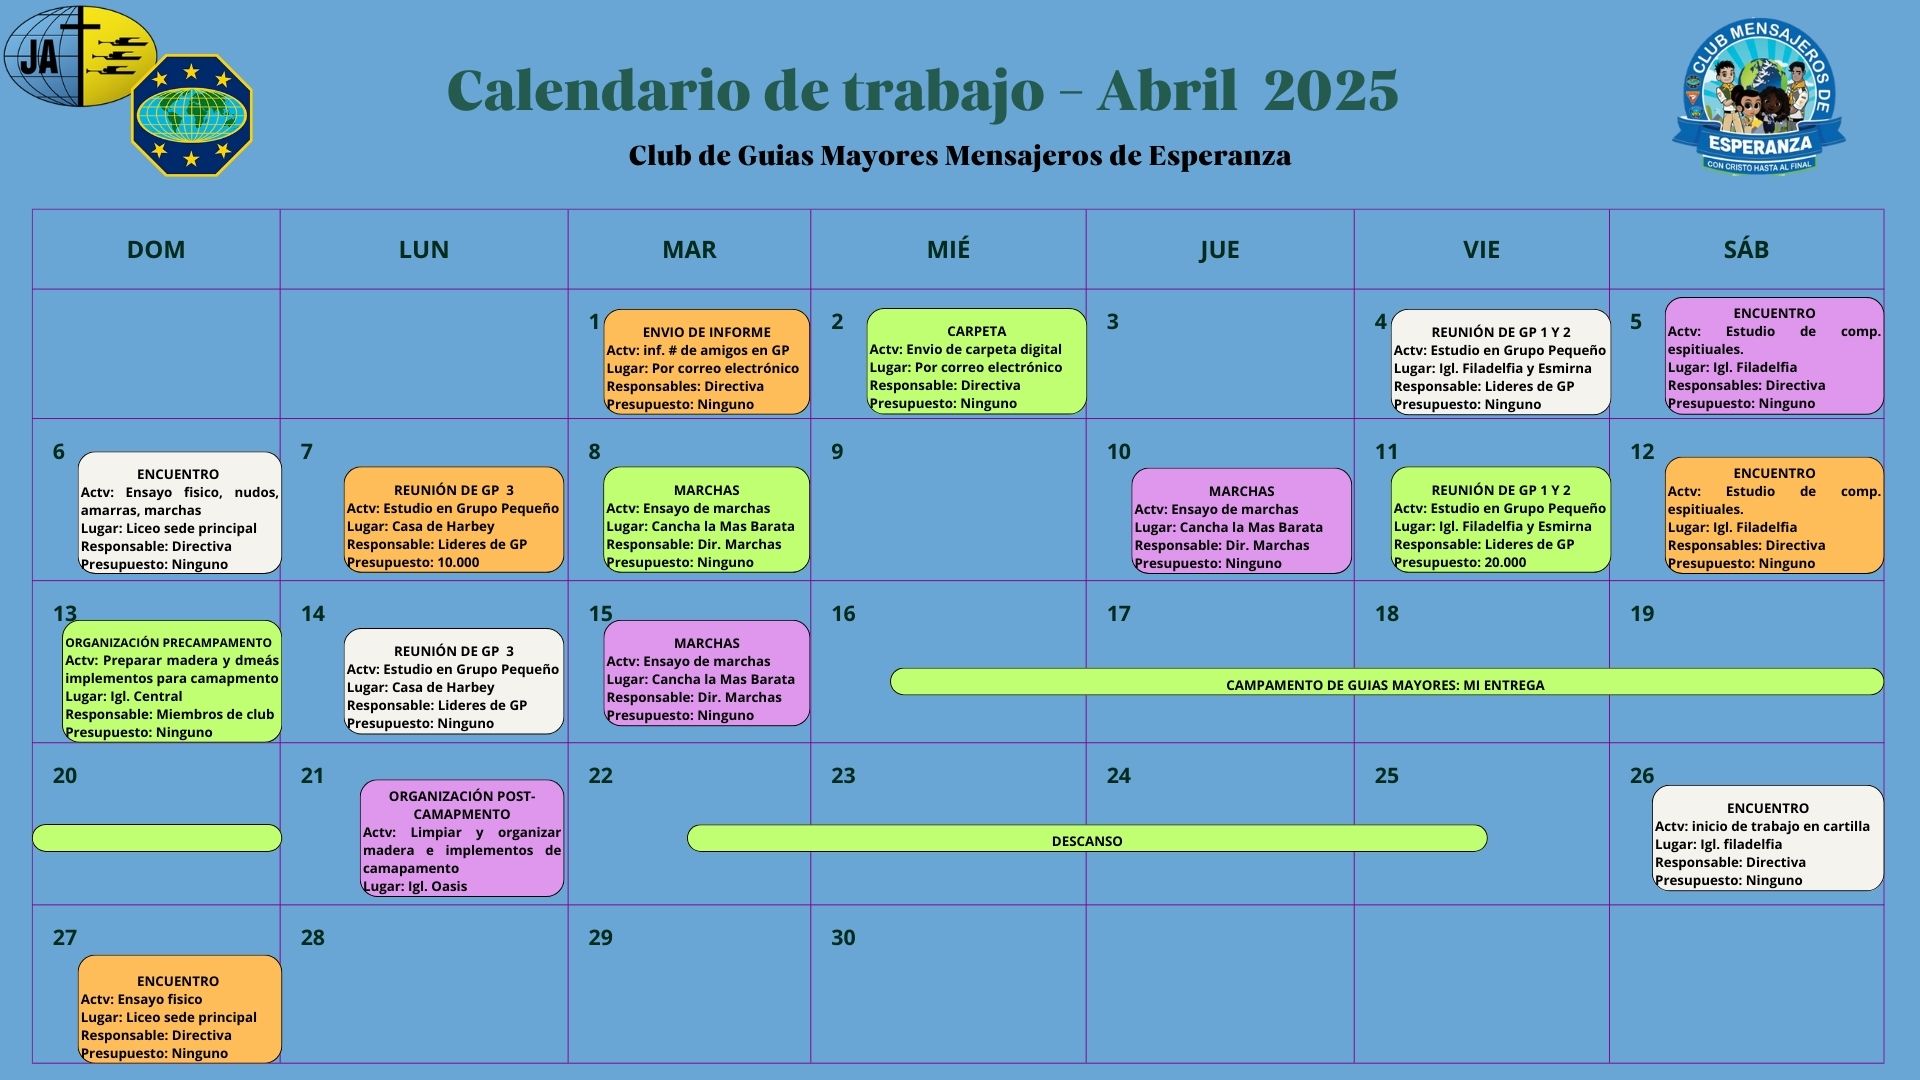 JA
CLUB MENSAJEROS DE
ESPERANZA
CON CRISTO HASTA AL FINAL
Calendario de trabajo – Abril 2025
Club de Guias Mayores Mensajeros de Esperanza
DOM LUN MAR MIÉ JUE VIE SÁB
1
ENVIO DE INFORME
Actv: inf. # de amigos en GP
Lugar: Por correo electrónico
Responsables: Directiva
Presupuesto: Ninguno
2
CARPETA
Actv: Envio de carpeta digital
Lugar: Por correo electrónico
Responsable: Directiva
Presupuesto: Ninguno
3
4
REUNIÓN DE GP 1 Y 2
Actv: Estudio en Grupo Pequeño
Lugar: Igl. Filadelfia y Esmirna
Responsable: Lideres de GP
Presupuesto: Ninguno
5
ENCUENTRO
Actv: Estudio de comp.
espitiuales.
Lugar: Igl. Filadelfia
Responsables: Directiva
Presupuesto: Ninguno
6
ENCUENTRO
Actv: Ensayo fisico, nudos,
amarras, marchas
Lugar: Liceo sede principal
Responsable: Directiva
Presupuesto: Ninguno
7
REUNIÓN DE GP 3
Actv: Estudio en Grupo Pequeño
Lugar: Casa de Harbey
Responsable: Lideres de GP
Presupuesto: 10.000
8
MARCHAS
Actv: Ensayo de marchas
Lugar: Cancha la Mas Barata
Responsable: Dir. Marchas
Presupuesto: Ninguno
9
10
MARCHAS
Actv: Ensayo de marchas
Lugar: Cancha la Mas Barata
Responsable: Dir. Marchas
Presupuesto: Ninguno
11
REUNIÓN DE GP 1 Y 2
Actv: Estudio en Grupo Pequeño
Lugar: Igl. Filadelfia y Esmirna
Responsable: Lideres de GP
Presupuesto: 20.000
12
ENCUENTRO
Actv: Estudio de comp.
espitiuales.
Lugar: Igl. Filadelfia
Responsables: Directiva
Presupuesto: Ninguno
13
ORGANIZACIÓN PRECAMPAMENTO
Actv: Preparar madera y dmeás
implementos para camapmento
Lugar: Igl. Central
Responsable: Miembros de club
Presupuesto: Ninguno
14
REUNIÓN DE GP 3
Actv: Estudio en Grupo Pequeño
Lugar: Casa de Harbey
Responsable: Lideres de GP
Presupuesto: Ninguno
15
MARCHAS
Actv: Ensayo de marchas
Lugar: Cancha la Mas Barata
Responsable: Dir. Marchas
Presupuesto: Ninguno
16 17 18 19
CAMPAMENTO DE GUIAS MAYORES: MI ENTREGA
20
21
ORGANIZACIÓN POST-
CAMAPMENTO
Actv: Limpiar y organizar
madera e implementos de
camapamento
Lugar: Igl. Oasis
22 23 24 25
DESCANSO
26
ENCUENTRO
Actv: inicio de trabajo en cartilla
Lugar: Igl. filadelfia
Responsable: Directiva
Presupuesto: Ninguno
27
ENCUENTRO
Actv: Ensayo fisico
Lugar: Liceo sede principal
Responsable: Directiva
Presupuesto: Ninguno
28 29 30